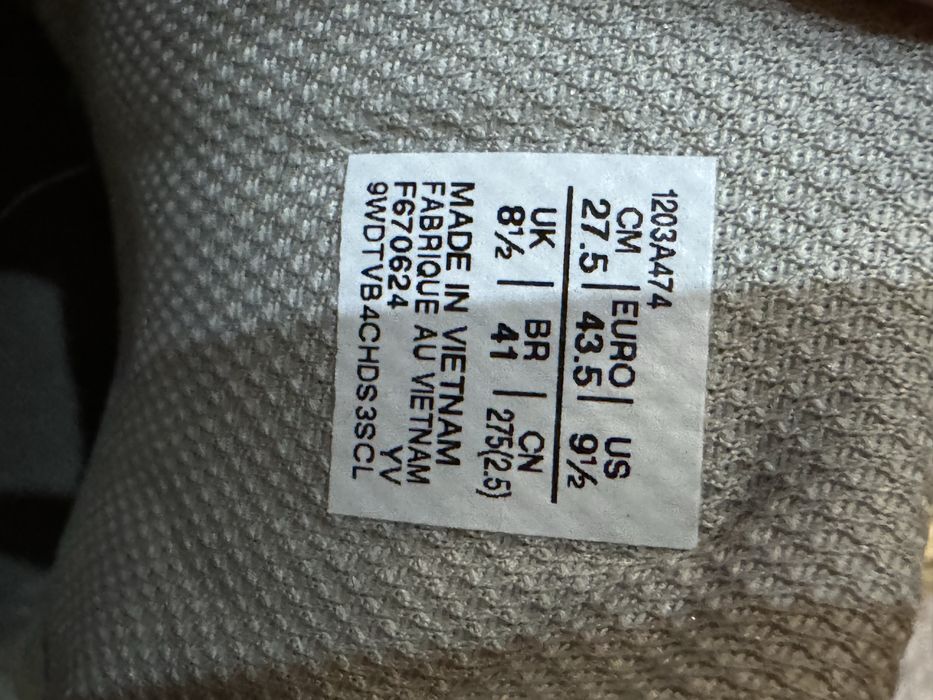 1203A474
CM | EURO | US
27.5 | 43.5 | 9½
UK | BR | CN
8½ | 41 | 275(2.5)
MADE IN VIETNAM
FABRIQUE AU VIETNAM
F670624 YV
9WDTVB4CHDS3SCL